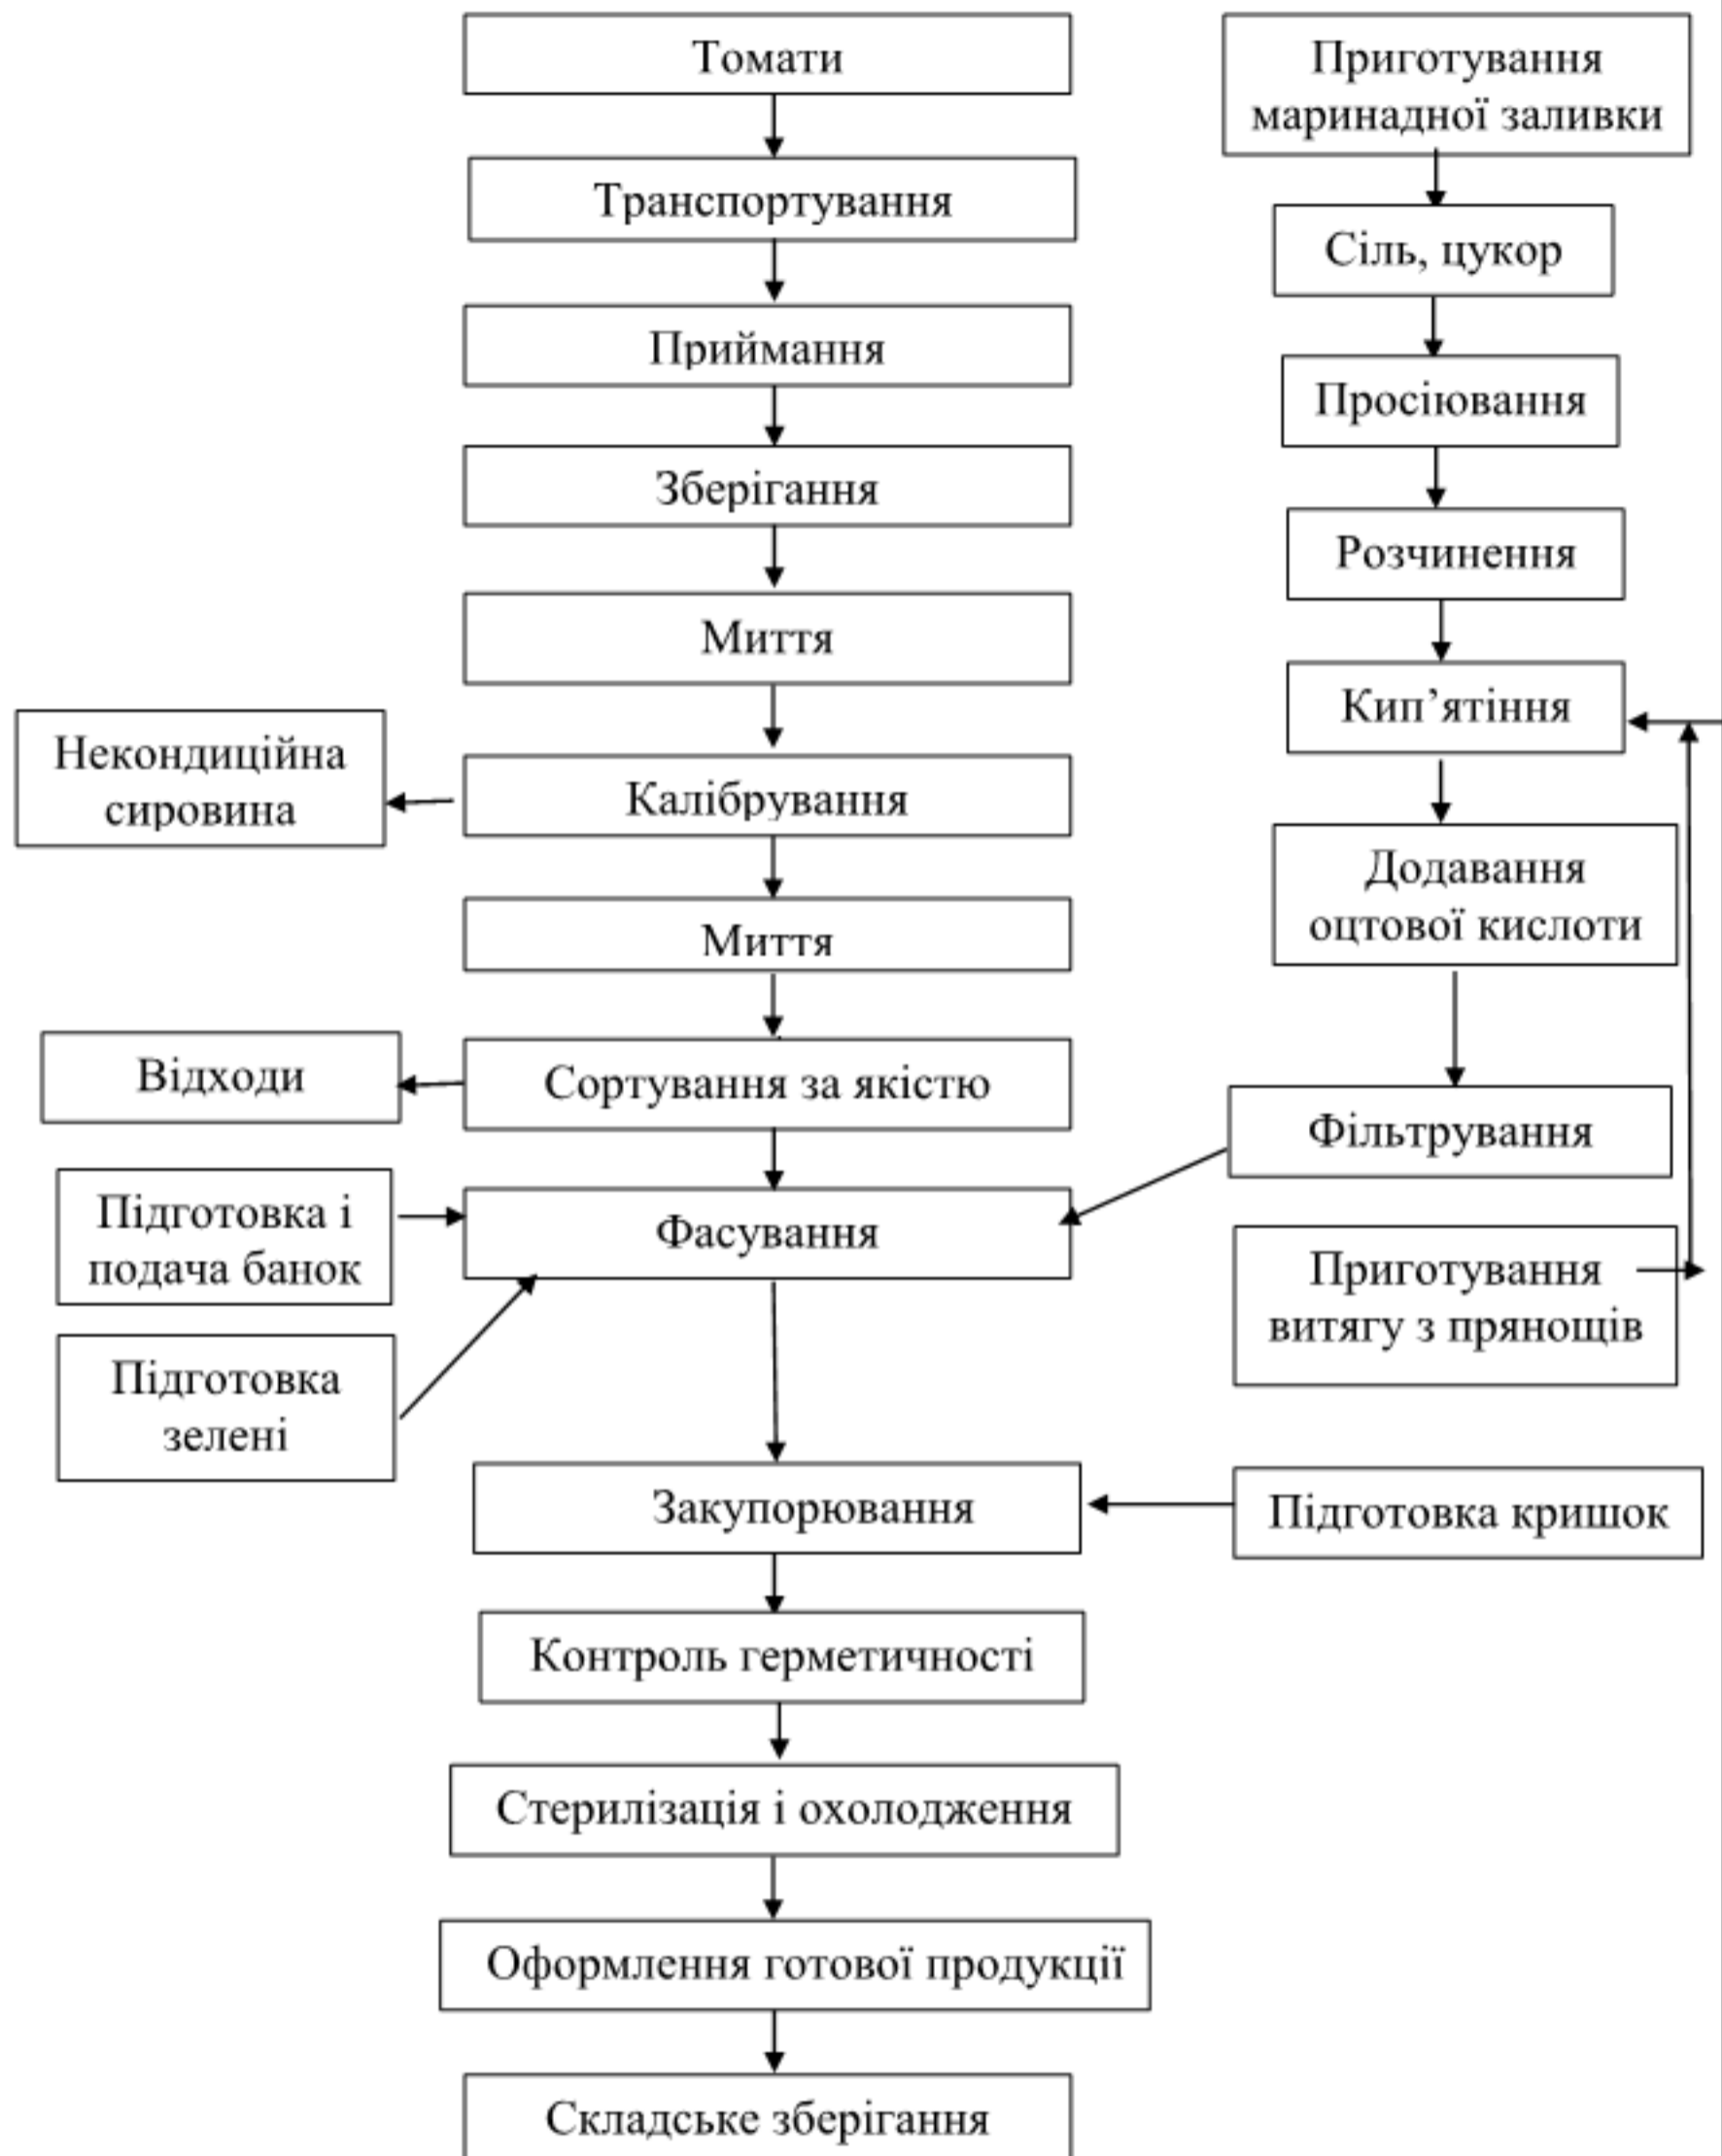 Томати
Транспортування
Приймання
Зберігання
Миття
Некондиційна
сировина
Калібрування
Миття
Відходи
Сортування за якістю
Підготовка і
подача банок
Фасування
Підготовка
зелені
Закупорювання
Контроль герметичності
Стерилізація і охолодження
Оформлення готової продукції
Складське зберігання
Приготування
маринадної заливки
Сіль, цукор
Просіювання
Розчинення
Кип’ятіння
Додавання
оцтової кислоти
Фільтрування
Приготування
витягу з прянощів
Підготовка кришок